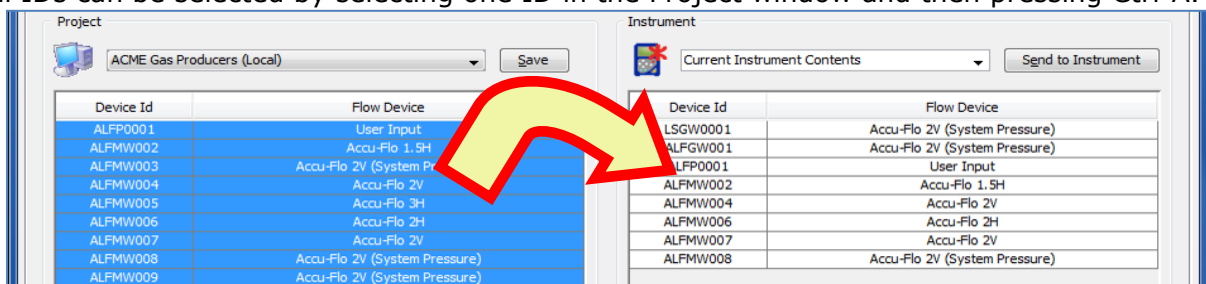 IDs can be selected by selecting one ID in the Project window and then pressing Ctrl-A.
Project
ACME Gas Producers (Local)
Save
Device Id Flow Device
ALFP0001 User Input
ALFMW002 Accu-Flo 1.5H
ALFMW003 Accu-Flo 2V (System
ALFMW004 Accu-Flo 2V
ALFMW005 Accu-Flo 3H
ALFMW006 Accu-Flo 2H
ALFMW007 Accu-Flo 2V
ALFMW008 Accu-Flo 2V (System Pressure)
ALFMW009 Accu-Flo 2V (System Pressure)
Instrument
Current Instrument Contents
Send to Instrument
Device Id Flow Device
LSGW0001 Accu-Flo 2V (System Pressure)
ALFGW001 Accu-Flo 2V (System Pressure)
ALFP0001 User Input
ALFMW002 Accu-Flo 1.5H
ALFMW004 Accu-Flo 2V
ALFMW006 Accu-Flo 2H
ALFMW007 Accu-Flo 2V
ALFMW008 Accu-Flo 2V (System Pressure)